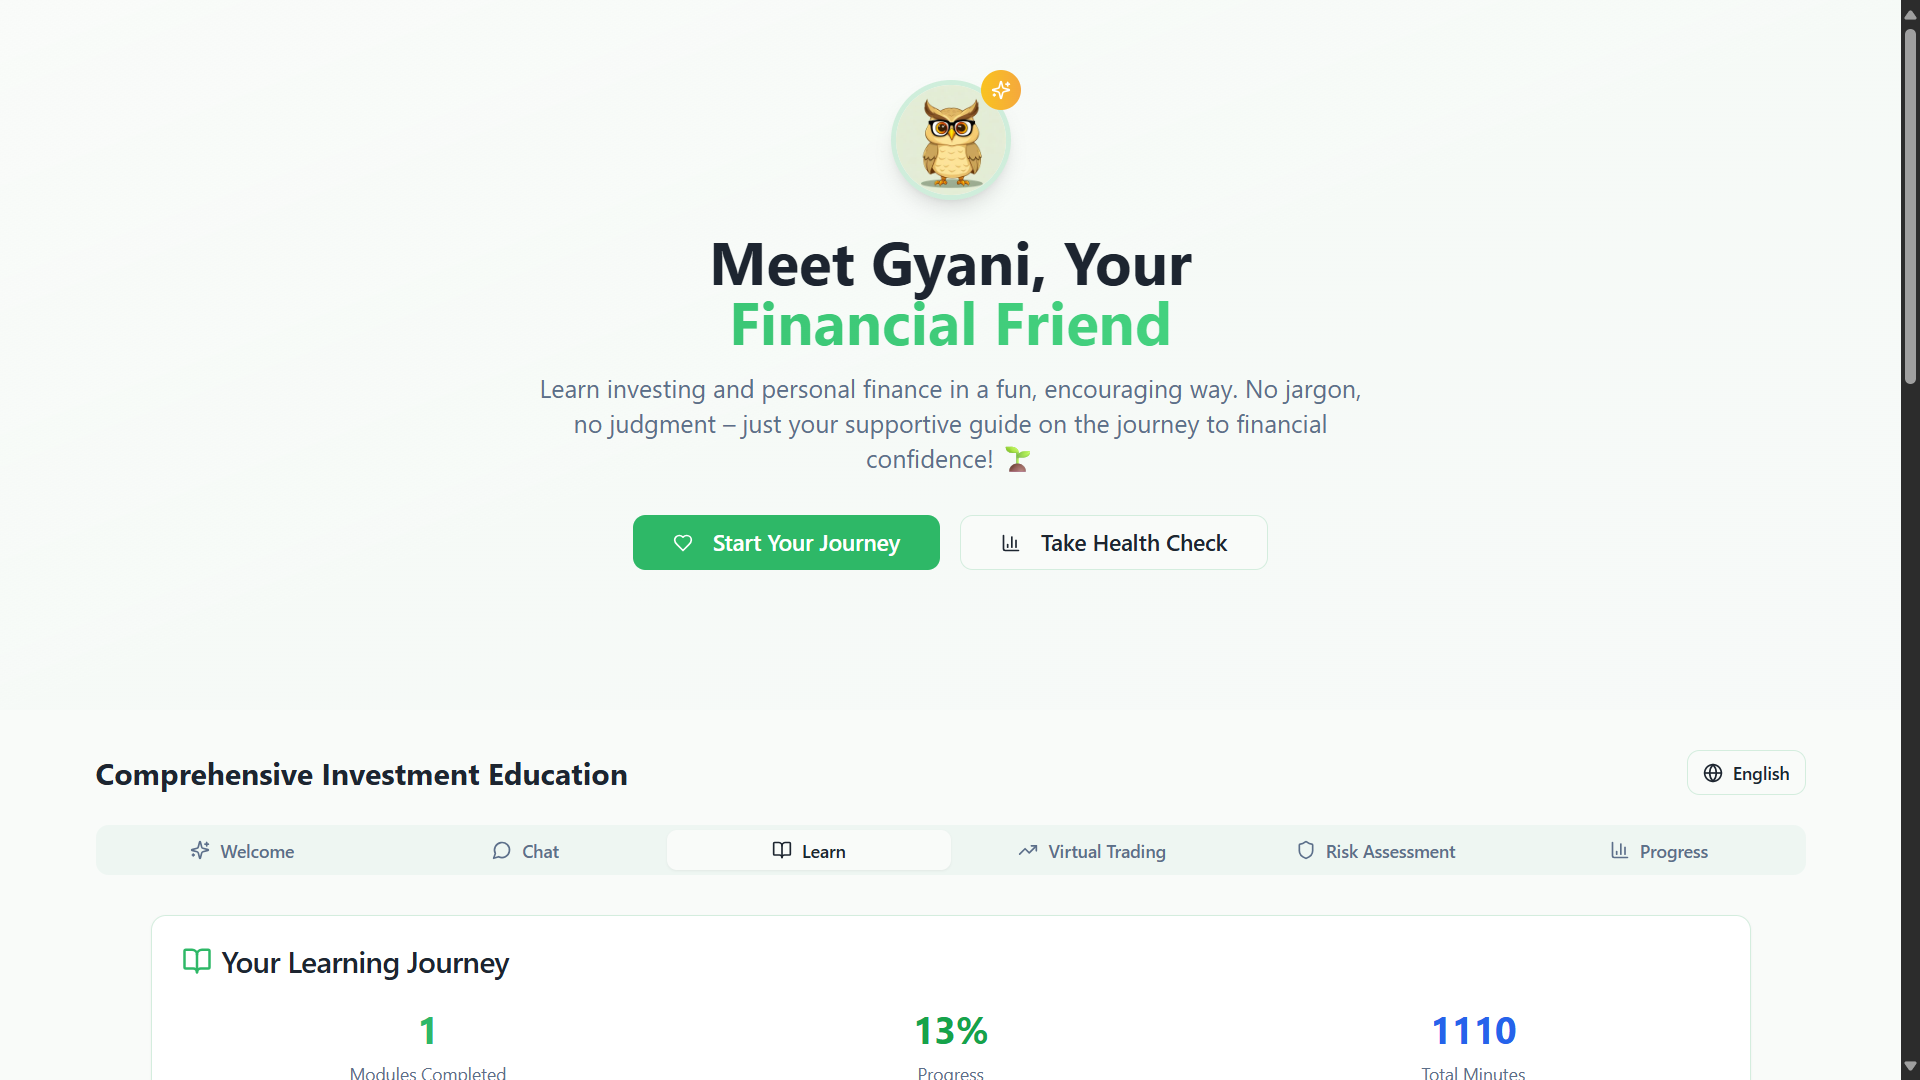 Meet Gyani, Your
Financial Friend
Learn investing and personal finance in a fun, encouraging way. No jargon,
no judgment – just your supportive guide on the journey to financial
confidence! 🌱
Start Your Journey
Take Health Check
Comprehensive Investment Education
English
Welcome
Chat
Learn
Virtual Trading
Risk Assessment
Progress
Your Learning Journey
1
13%
1110
Modules Completed
Progress
Total Minutes